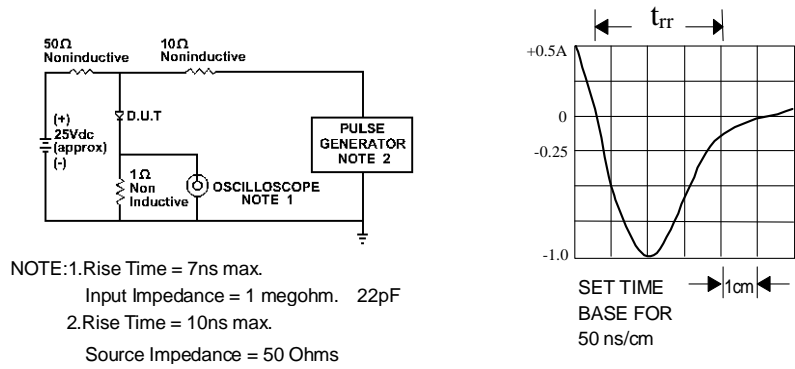 50Ω
Noninductive
10Ω
Noninductive
(+)
25Vdc
(approx)
(-)
D.U.T
1Ω
Non
Inductive
OSCILLOSCOPE
NOTE 1
PULSE
GENERATOR
NOTE 2
NOTE:1.Rise Time = 7ns max.
Input Impedance = 1 megohm. 22pF
2.Rise Time = 10ns max.
Source Impedance = 50 Ohms
trr
+0.5A
0
-0.25
-1.0
SET TIME
BASE FOR
50 ns/cm
1cm